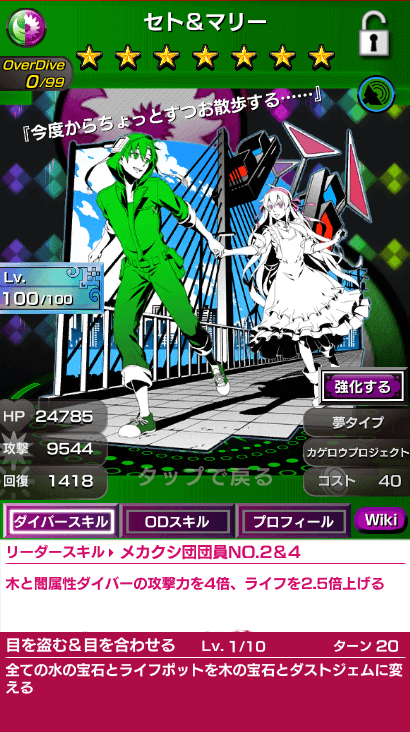 セト&マリー
OverDive
0/99
『今度からちょっとずつお散歩する……』
Lv.
100/100
強化する
HP 24785
夢タイプ
攻撃 9544
カゲロウプロジェクト
回復 1418
コスト 40
タップで戻る
ダイバースキル ODスキル プロフィール Wiki
リーダースキル▶ メカクシ団団員NO.2&4
木と闇属性ダイバーの攻撃力を4倍、ライフを2.5倍上げる
目を盗む&目を合わせる Lv. 1/10 ターン 20
全ての水の宝石とライフポットを木の宝石とダストジェムに変
える